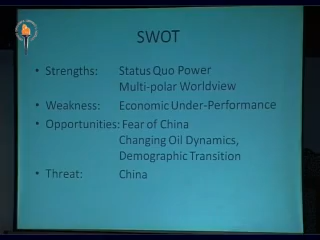 SWOT
• Strengths: Status Quo Power
Multi-polar Worldview
• Weakness: Economic Under-Performance
• Opportunities: Fear of China
Changing Oil Dynamics,
Demographic Transition
• Threat: China